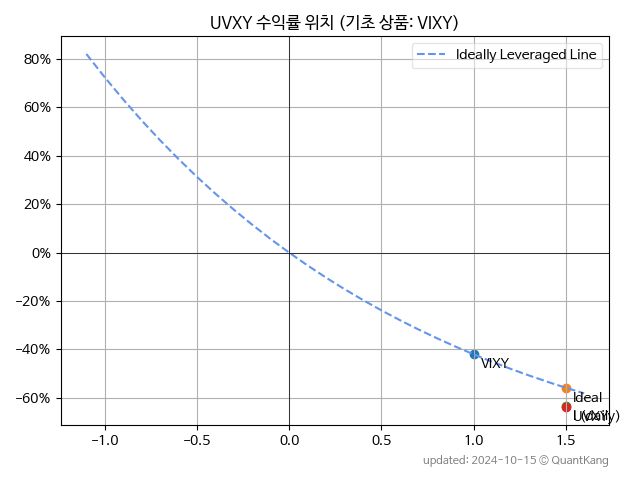 UVXY 수익률 위치 (기초 상품: VIXY)
Ideally Leveraged Line
80%
60%
40%
20%
0%
−20%
−40%
−60%
VIXY
Ideal
UVXY
−1.0
−0.5
0.0
0.5
1.0
1.5
updated: 2024-10-15 © QuantKang